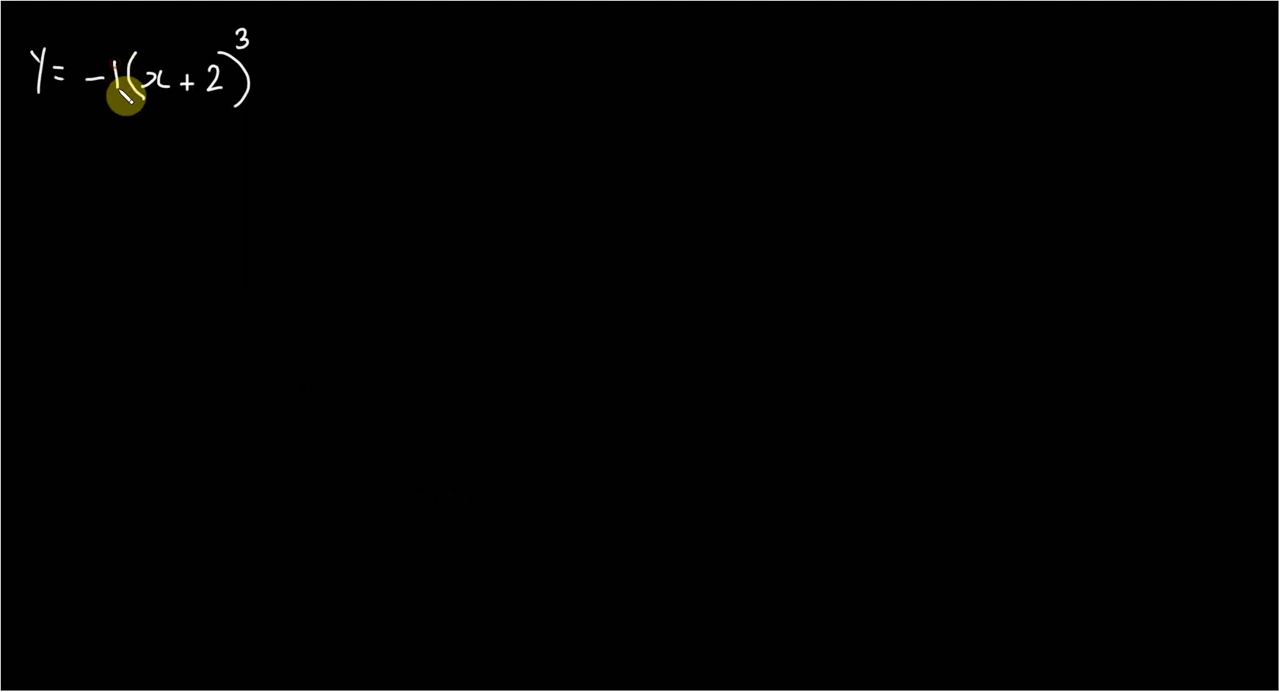 y = -1(x + 2)³